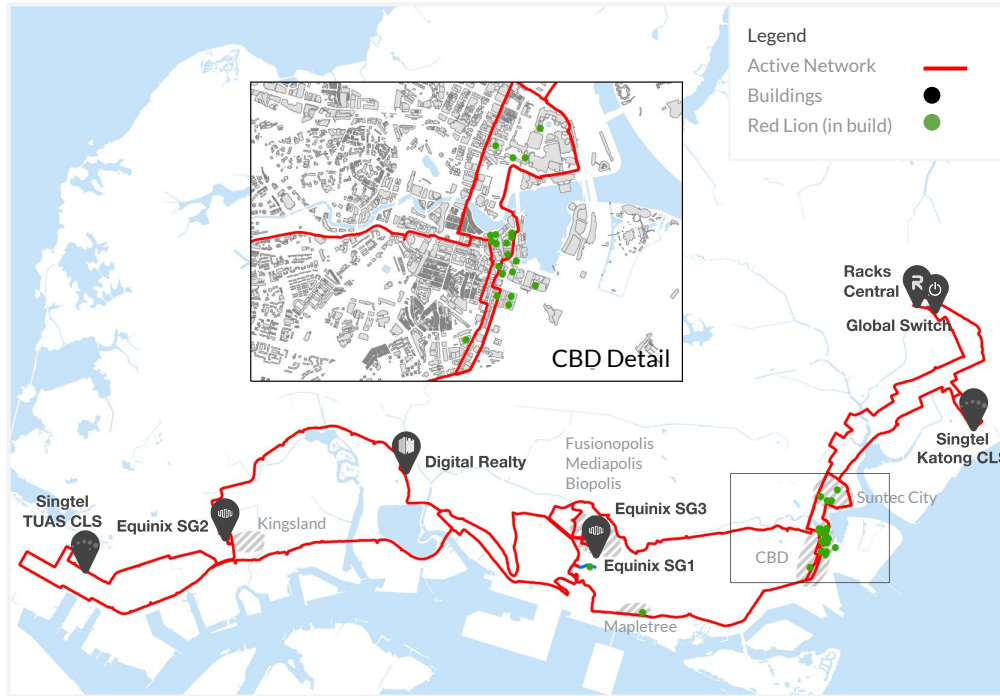 Legend
Active Network
Buildings
Red Lion (in build)
CBD Detail
Racks
Central
R
Global Switch
Singtel
Katong CLS
Fusionopolis
Mediapolis
Biopolis
Digital Realty
Equinix SG3
Suntec City
Singtel
TUAS CLS
Equinix SG2
Kingsland
Equinix SG1
CBD
Mapletree